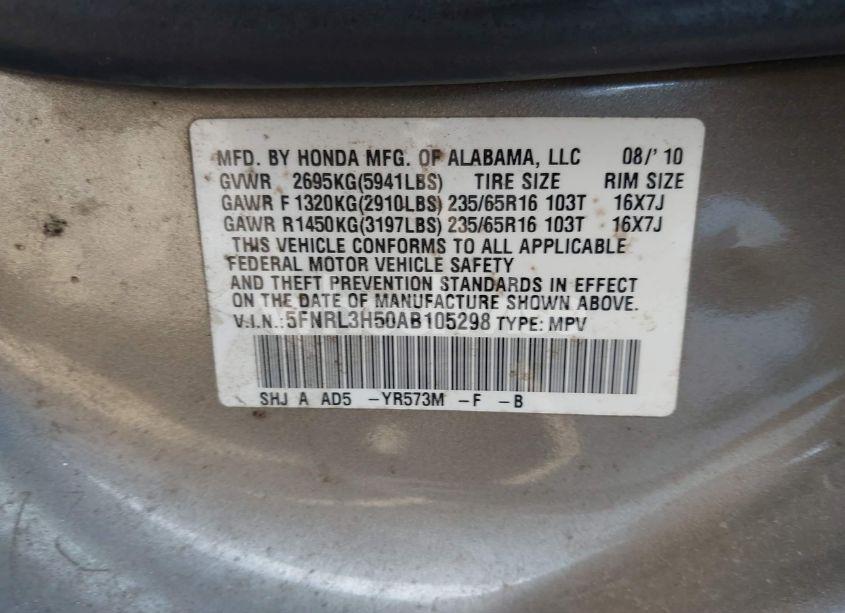 MFD. BY HONDA MFG. OF ALABAMA, LLC 08/'10
GVWR 2695KG(5941LBS) TIRE SIZE RIM SIZE
GAWR F1320KG(2910LBS) 235/65R16 103T 16X7J
GAWR R1450KG(3197LBS) 235/65R16 103T 16X7J
THIS VEHICLE CONFORMS TO ALL APPLICABLE
FEDERAL MOTOR VEHICLE SAFETY
AND THEFT PREVENTION STANDARDS IN EFFECT
ON THE DATE OF MANUFACTURE SHOWN ABOVE.
V.I.N.:5FNRL3H50AB105298 TYPE: MPV
SHJ A AD5 -YR573M -F -B